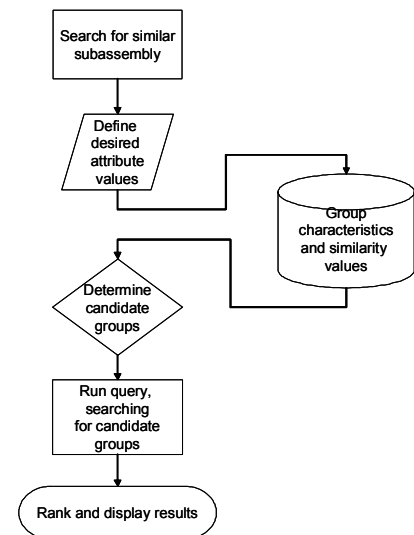 Search for similar
subassembly
Define
desired
attribute
values
Group
characteristics
and similarity
values
Determine
candidate
groups
Run query,
searching
for candidate
groups
Rank and display results